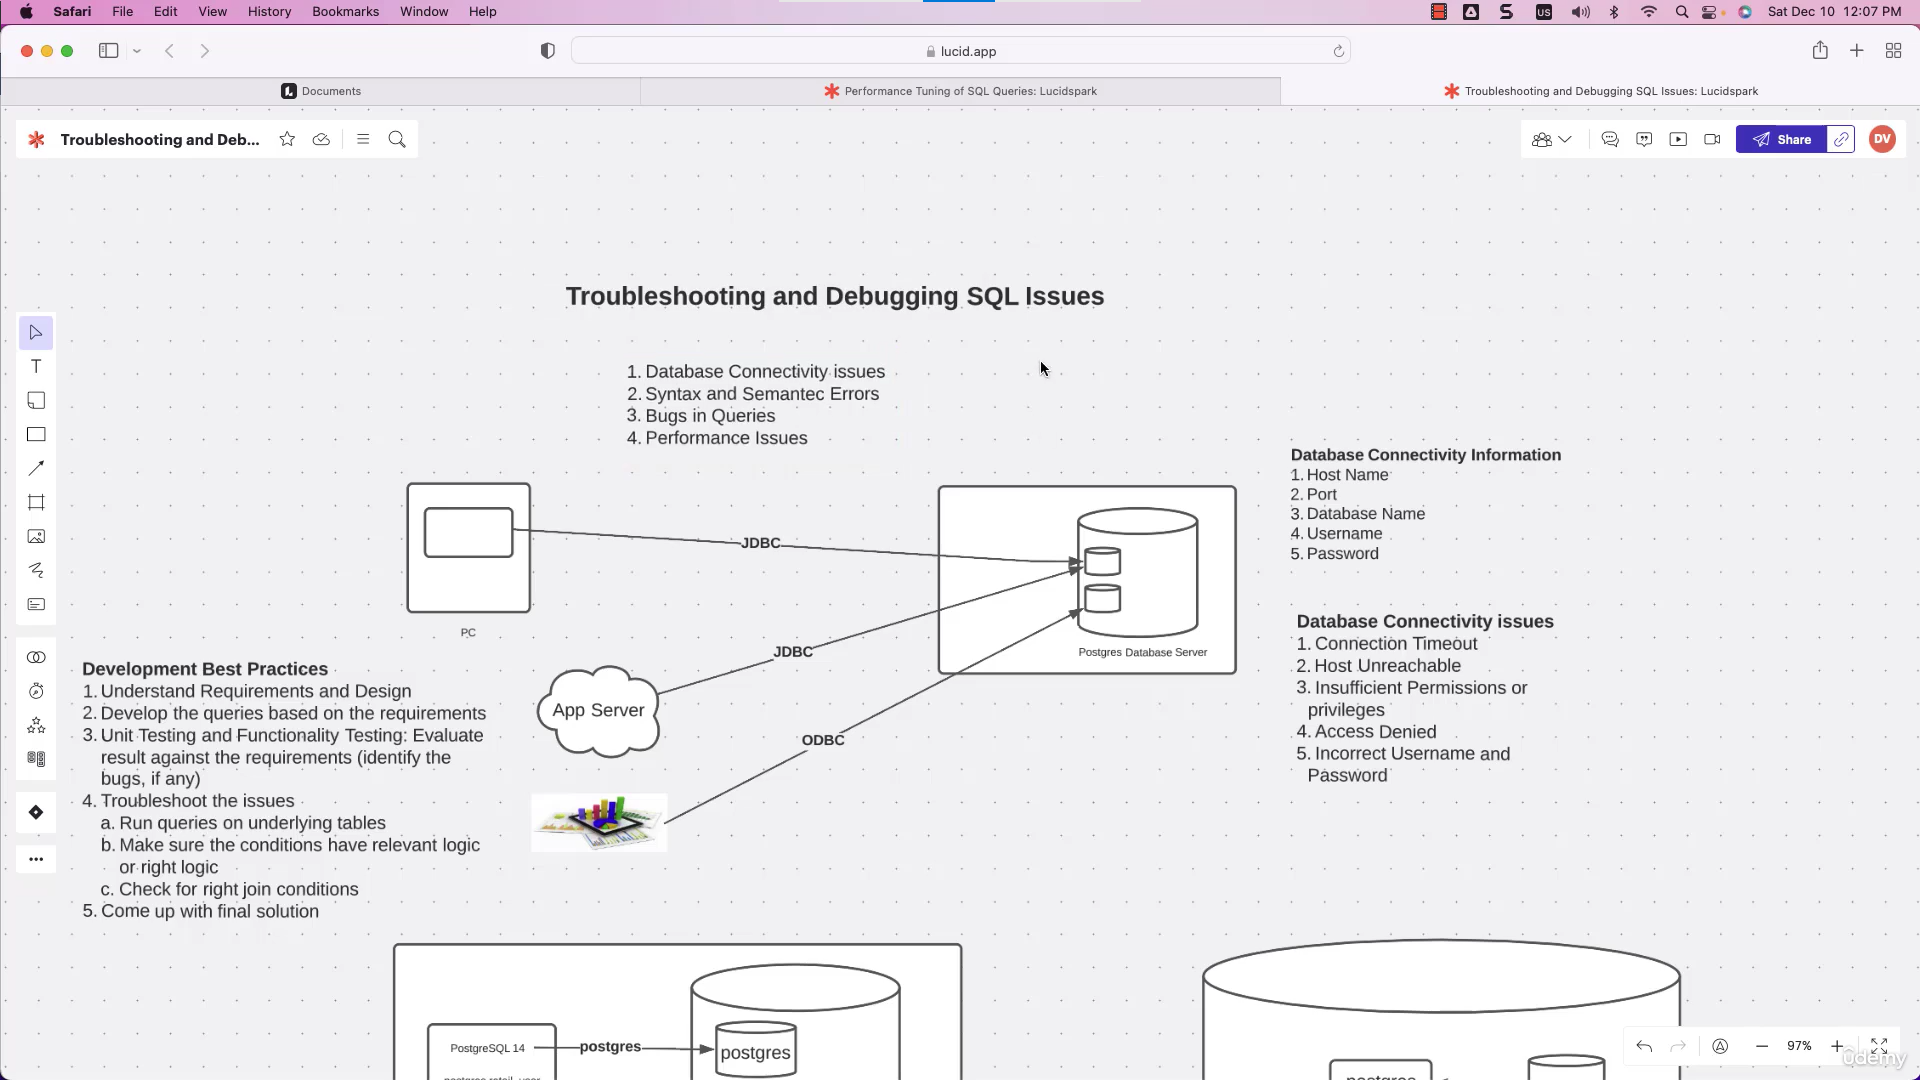 Safari File Edit View History Bookmarks Window Help US Sat Dec 10 12:07 PM
lucid.app
Documents Performance Tuning of SQL Queries: Lucidspark Troubleshooting and Debugging SQL Issues: Lucidspark
Troubleshooting and Deb... Share DV
Troubleshooting and Debugging SQL Issues
1. Database Connectivity issues
2. Syntax and Semantec Errors
3. Bugs in Queries
4. Performance Issues
Database Connectivity Information
1. Host Name
2. Port
3. Database Name
4. Username
5. Password
JDBC
PC
JDBC
Postgres Database Server
Database Connectivity issues
1. Connection Timeout
2. Host Unreachable
3. Insufficient Permissions or
privileges
4. Access Denied
5. Incorrect Username and
Password
Development Best Practices
1. Understand Requirements and Design
2. Develop the queries based on the requirements
3. Unit Testing and Functionality Testing: Evaluate
result against the requirements (identify the
bugs, if any)
4. Troubleshoot the issues
a. Run queries on underlying tables
b. Make sure the conditions have relevant logic
or right logic
c. Check for right join conditions
5. Come up with final solution
App Server
ODBC
PostgreSQL 14
postgres
postgres
97%
udemy